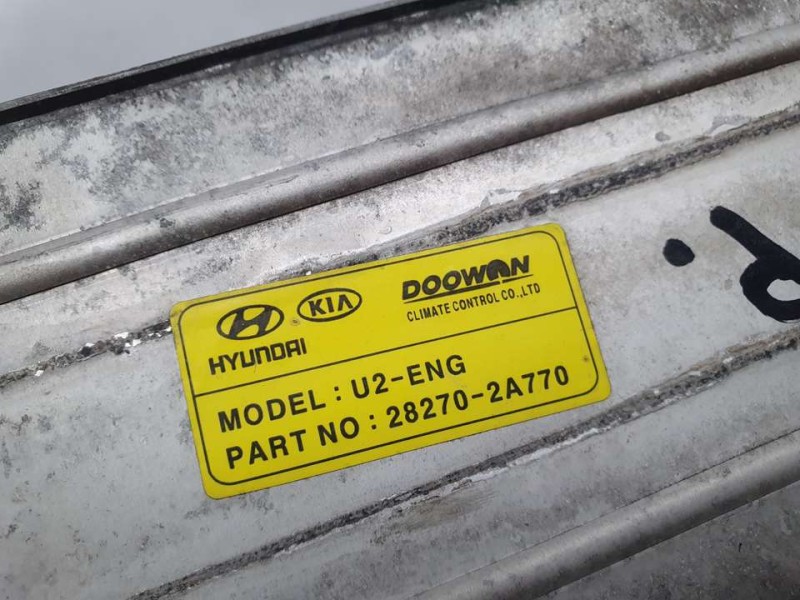 HYUNDAI
KIA
DOOWON
CLIMATE CONTROL CO.,LTD
MODEL : U2-ENG
PART NO : 28270-2A770
P.